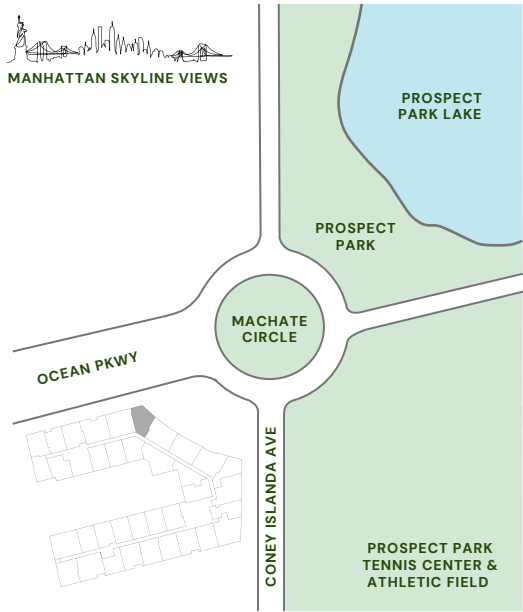 MANHATTAN SKYLINE VIEWS
PROSPECT
PARK LAKE
PROSPECT
PARK
MACHATE
CIRCLE
OCEAN PKWY
CONEY ISLANDA AVE
PROSPECT PARK
TENNIS CENTER &
ATHLETIC FIELD